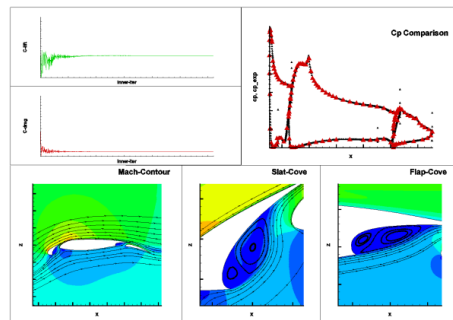 C-lift
Inner-iter
C-drag
Inner-iter
Cp Comparison
cp, cp_exp
x
Mach-Contour
z
x
Slat-Cove
z
x
Flap-Cove
z
x